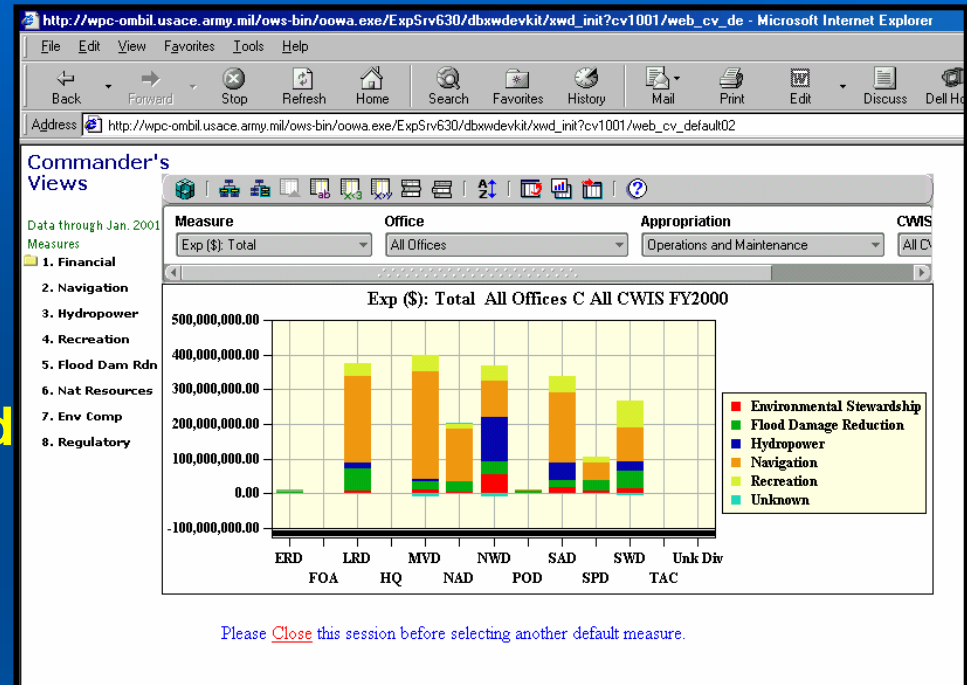 http://wpc-ombil.usace.army.mil/ows-bin/oowa.exe/ExpSrv630/dbxwdevkit/xwd_init?cv1001/web_cv_de - Microsoft Internet Explorer
File Edit View Favorites Tools Help
Back Forward Stop Refresh Home Search Favorites History Mail Print Edit Discuss Dell Ho
Address http://wpc-ombil.usace.army.mil/ows-bin/oowa.exe/ExpSrv630/dbxwdevkit/xwd_init?cv1001/web_cv_default02
Commander's
Views
Data through Jan. 2001
Measures
1. Financial
2. Navigation
3. Hydropower
4. Recreation
5. Flood Dam Rdn
6. Nat Resources
7. Env Comp
8. Regulatory
d
Measure Office Appropriation CWIS
Exp ($): Total All Offices Operations and Maintenance All C
Exp ($): Total All Offices C All CWIS FY2000
500,000,000.00
400,000,000.00
300,000,000.00
200,000,000.00
100,000,000.00
0.00
-100,000,000.00
ERD LRD MVD NWD SAD SWD Unk Div
FOA HQ NAD POD SPD TAC
Environmental Stewardship
Flood Damage Reduction
Hydropower
Navigation
Recreation
Unknown
Please Close this session before selecting another default measure.